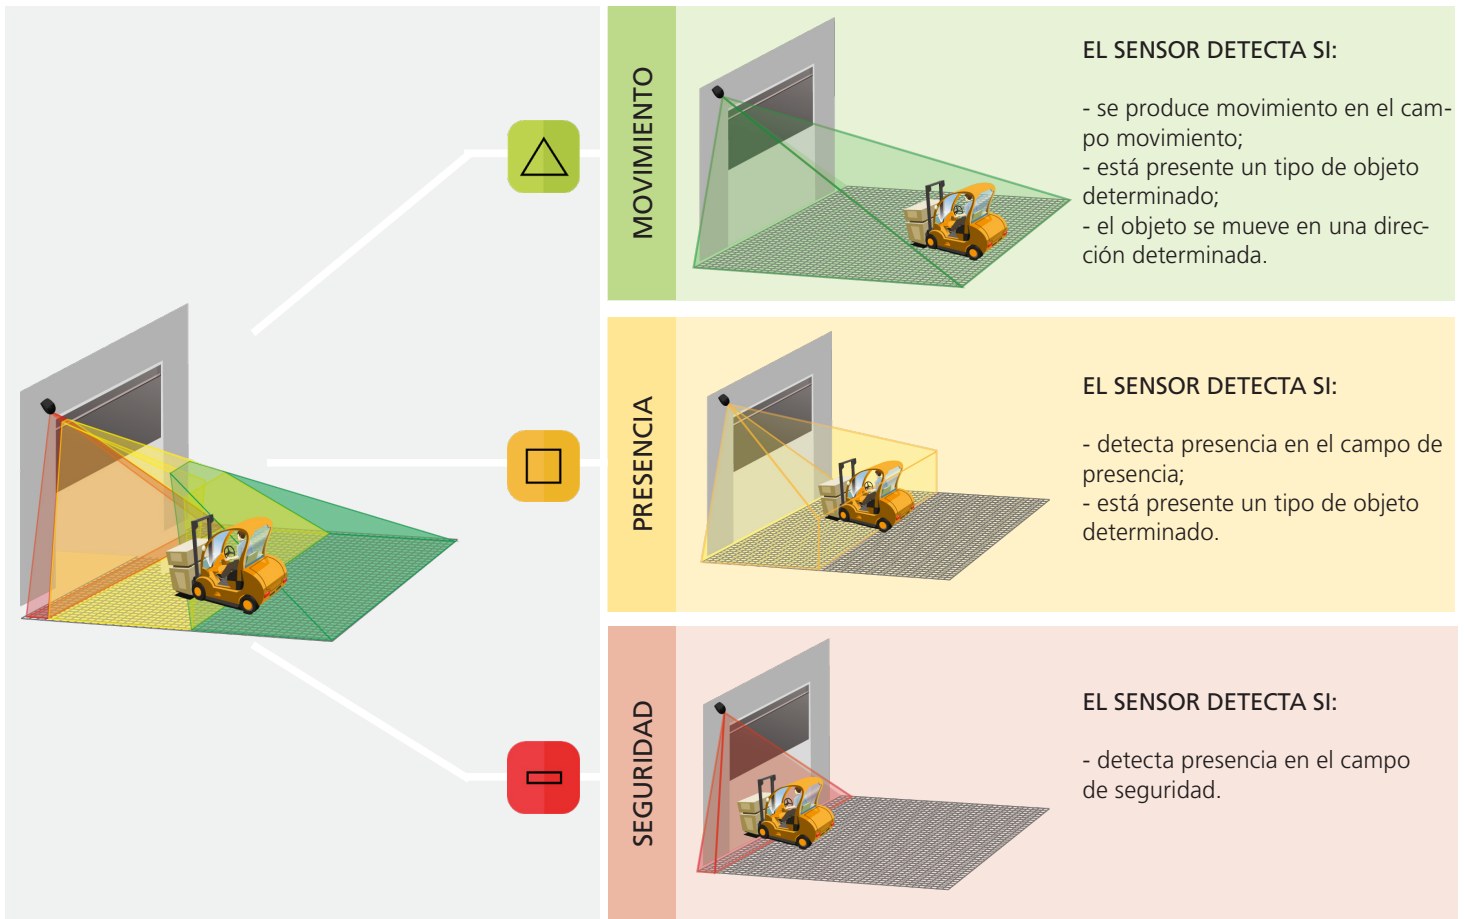 MOVIMIENTO
EL SENSOR DETECTA SI:
- se produce movimiento en el cam-
po movimiento;
- está presente un tipo de objeto
determinado;
- el objeto se mueve en una direc-
ción determinada.
PRESENCIA
EL SENSOR DETECTA SI:
- detecta presencia en el campo de
presencia;
- está presente un tipo de objeto
determinado.
SEGURIDAD
EL SENSOR DETECTA SI:
- detecta presencia en el campo
de seguridad.